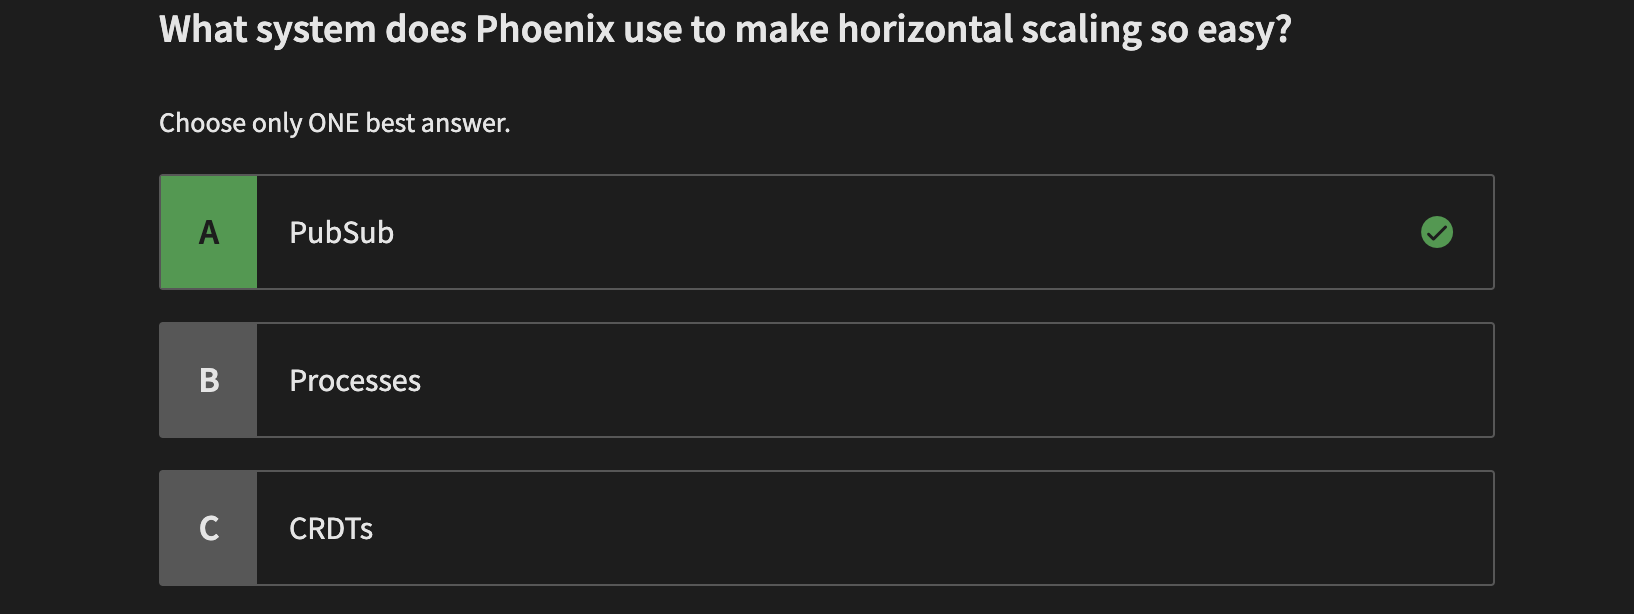 What system does Phoenix use to make horizontal scaling so easy?
Choose only ONE best answer.
A PubSub
B Processes
C CRDTs